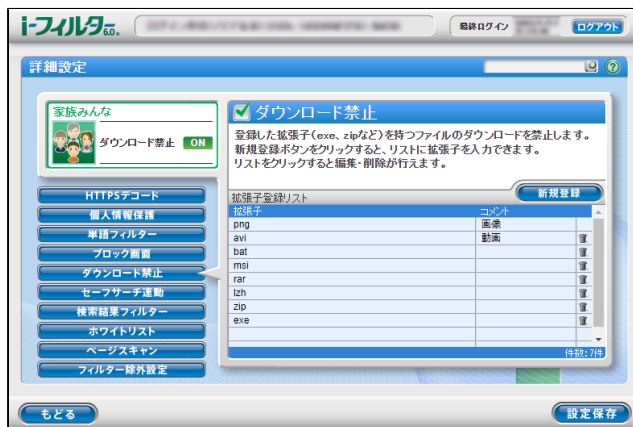 i-フィルター 6.0
最終ログイン
ログアウト
詳細設定
家族みんな
ダウンロード禁止 ON
HTTPSデコード
個人情報保護
単語フィルター
ブロック画面
ダウンロード禁止
セーフサーチ連動
検索結果フィルター
ホワイトリスト
ページスキャン
フィルター除外設定
ダウンロード禁止
登録した拡張子(exe、zipなど)を持つファイルのダウンロードを禁止します。
新規登録ボタンをクリックすると、リストに拡張子を入力できます。
リストをクリックすると編集・削除が行えます。
拡張子登録リスト
新規登録
拡張子 コメント
png 画像
avi 動画
bat
msi
rar
lzh
zip
exe
件数: 7件
もどる
設定保存